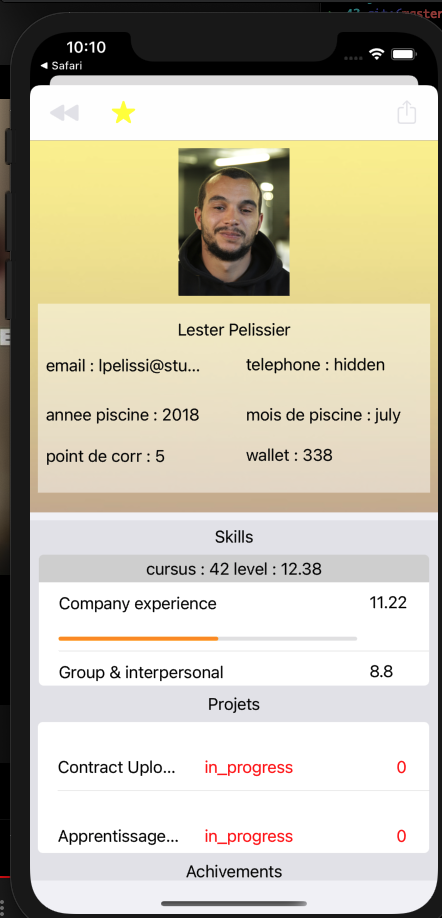 10:10
◀ Safari
Lester Pelissier
email : lpelissi@stu...
telephone : hidden
annee piscine : 2018
mois de piscine : july
point de corr : 5
wallet : 338
Skills
cursus : 42 level : 12.38
Company experience
11.22
Group & interpersonal
8.8
Projets
Contract Uplo...
in_progress
0
Apprentissage...
in_progress
0
Achivements